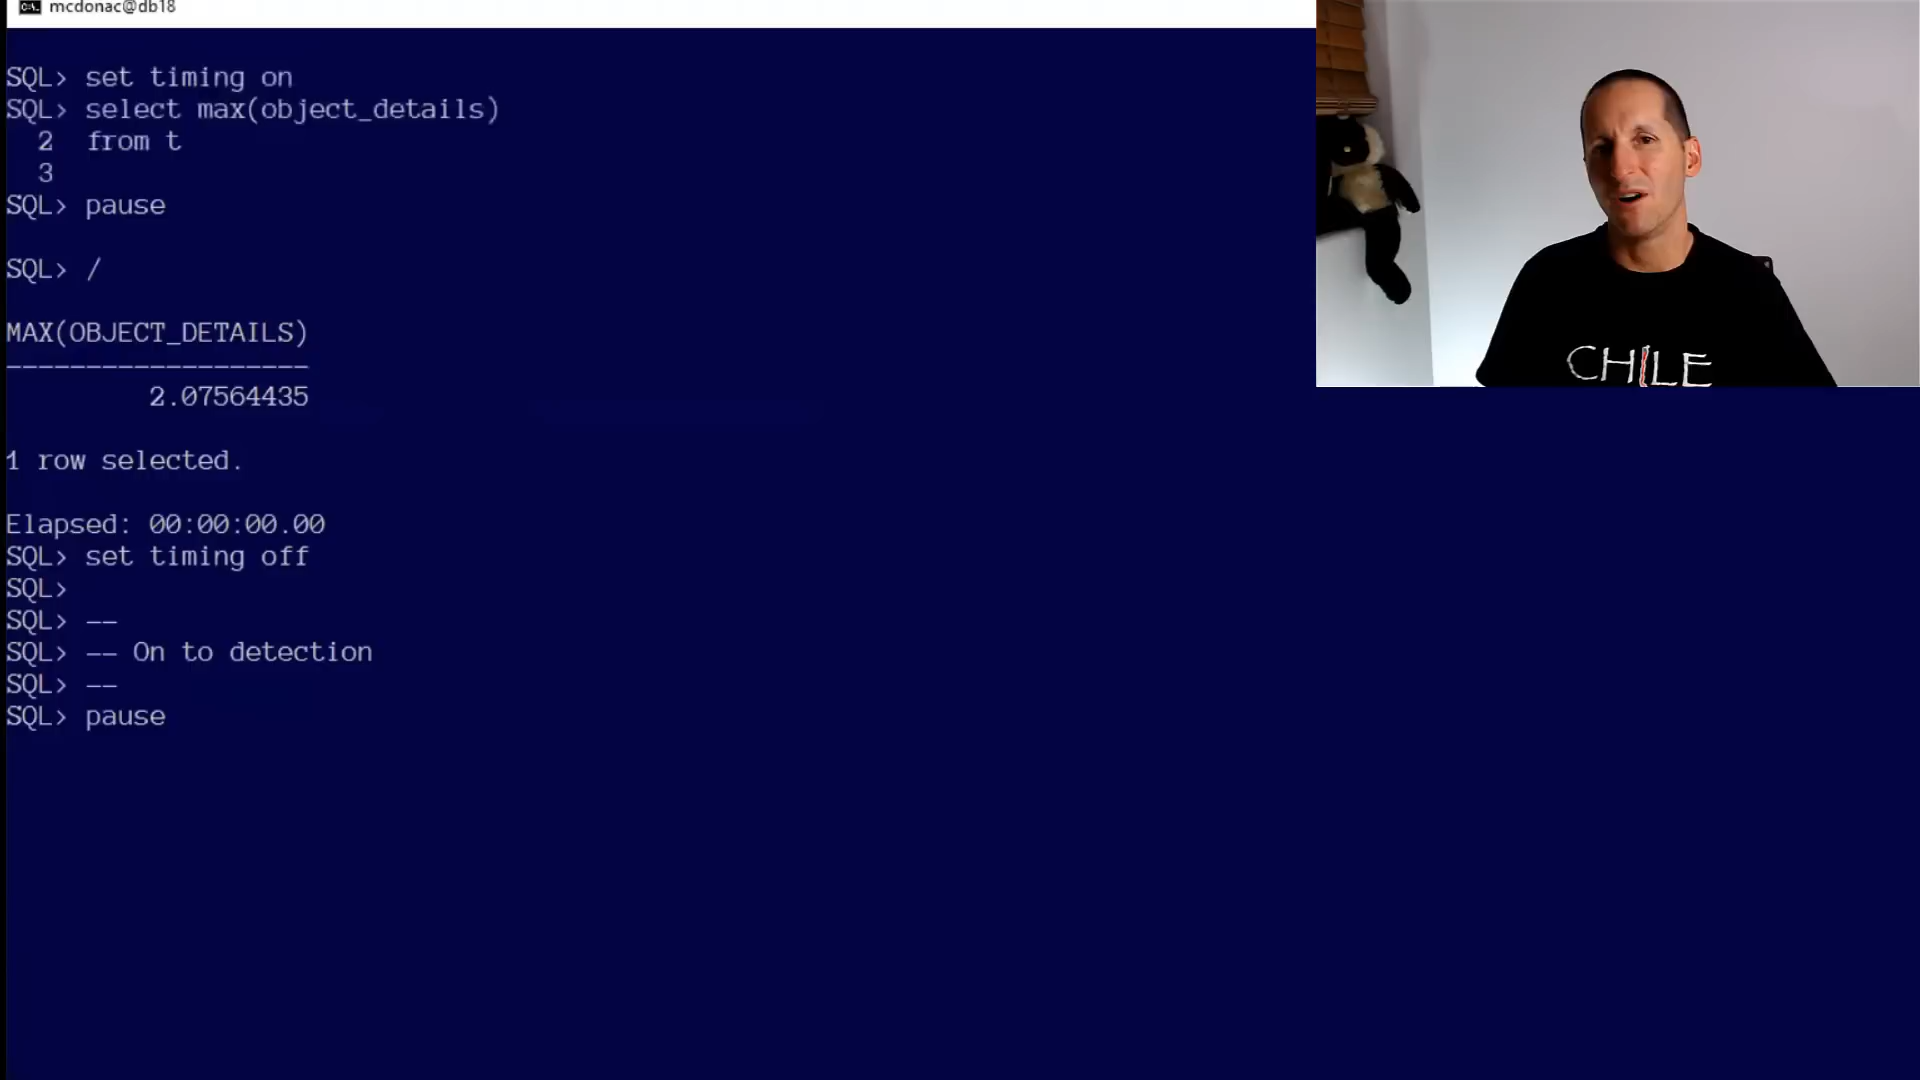 mcdonac@db18
SQL> set timing on
SQL> select max(object_details)
2 from t
3
SQL> pause
SQL> /
MAX(OBJECT_DETAILS)
-------------------
2.07564435
1 row selected.
Elapsed: 00:00:00.00
SQL> set timing off
SQL>
SQL> --
SQL> -- On to detection
SQL> --
SQL> pause
CHILE